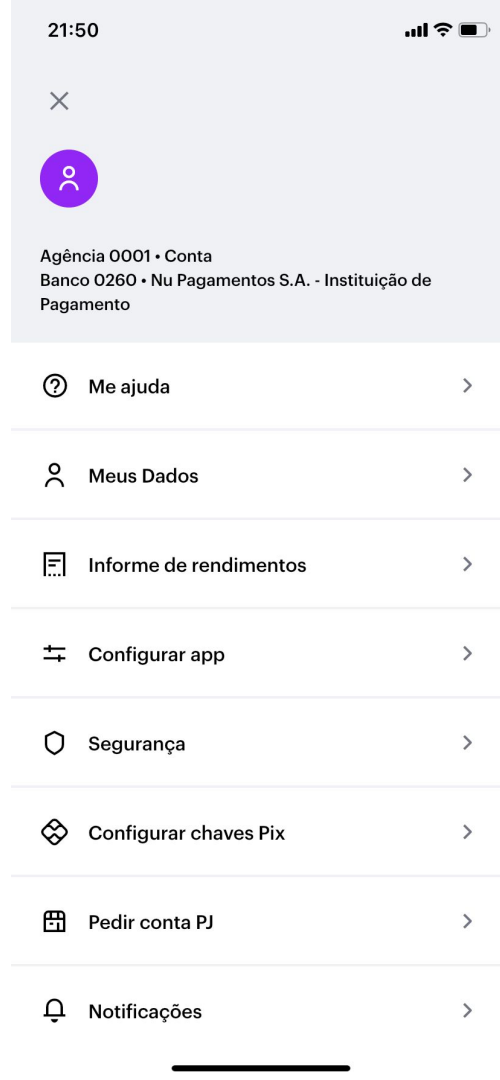 21:50
Agência 0001 • Conta
Banco 0260 • Nu Pagamentos S.A. - Instituição de
Pagamento
Me ajuda
Meus Dados
Informe de rendimentos
Configurar app
Segurança
Configurar chaves Pix
Pedir conta PJ
Notificações